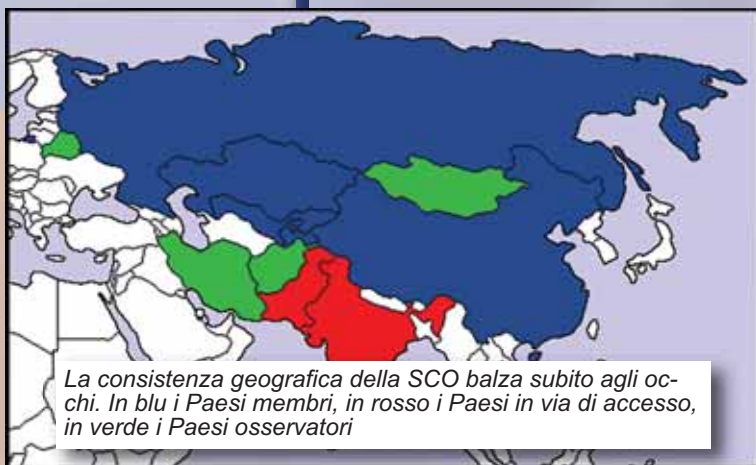 La consistenza geografica della SCO balza subito agli oc-
chi. In blu i Paesi membri, in rosso i Paesi in via di accesso,
in verde i Paesi osservatori